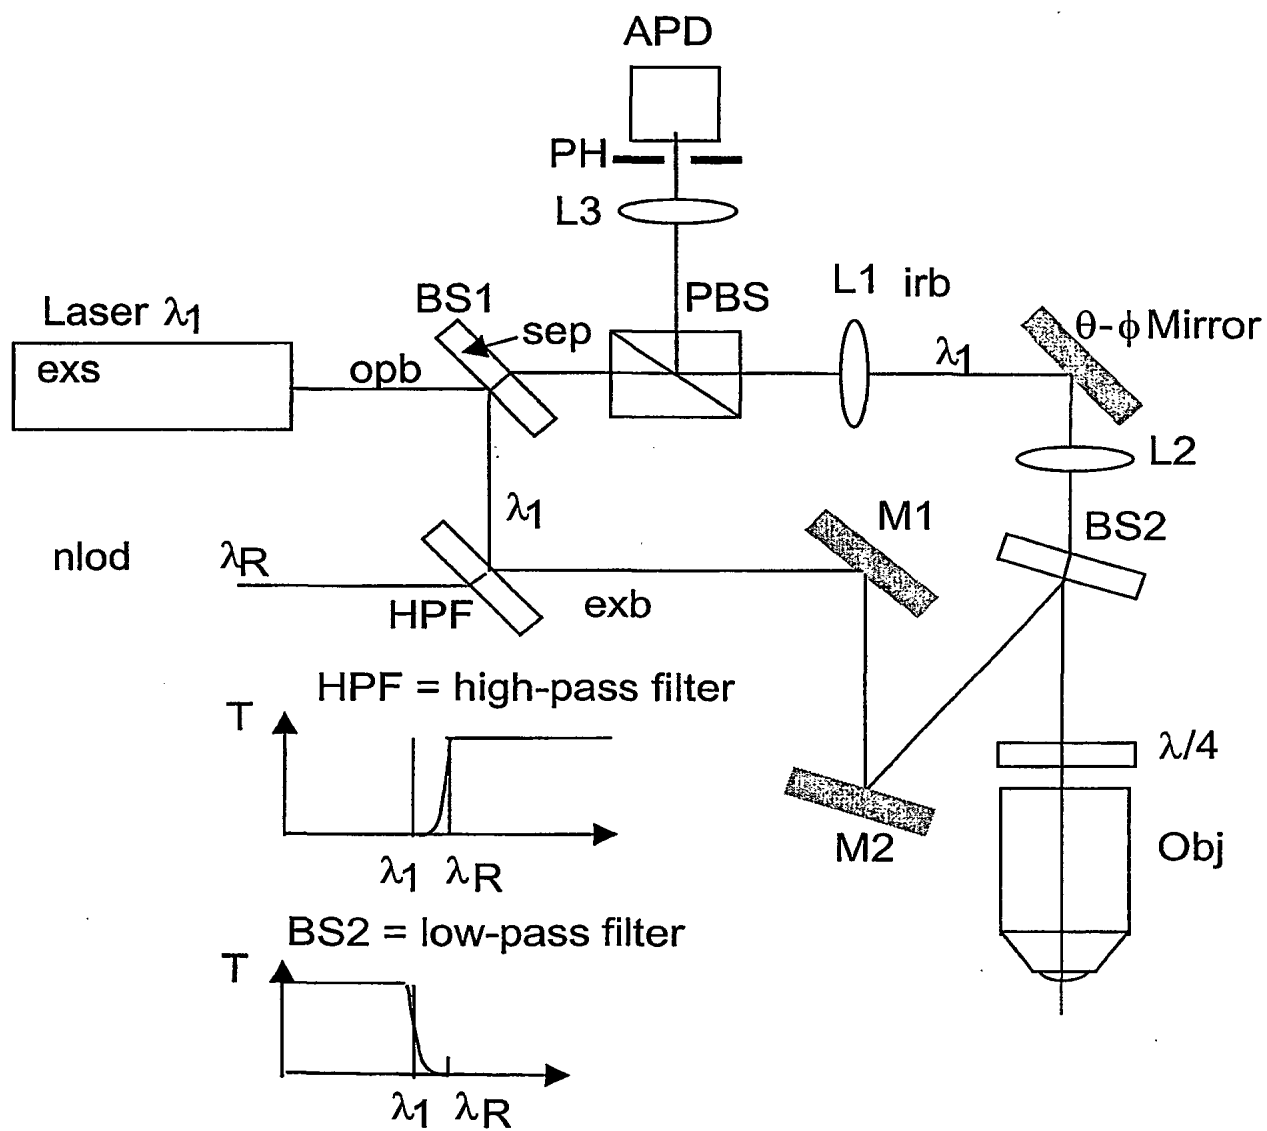 APD
PH
L3
BS1
PBS
L1 irb
Laser λ1
sep
θ-ϕ Mirror
exs
opb
λ1
L2
λ1
M1
BS2
nlod
λR
HPF
exb
HPF = high-pass filter
T
λ/4
M2
Obj
λ1 λR
BS2 = low-pass filter
T
λ1 λR